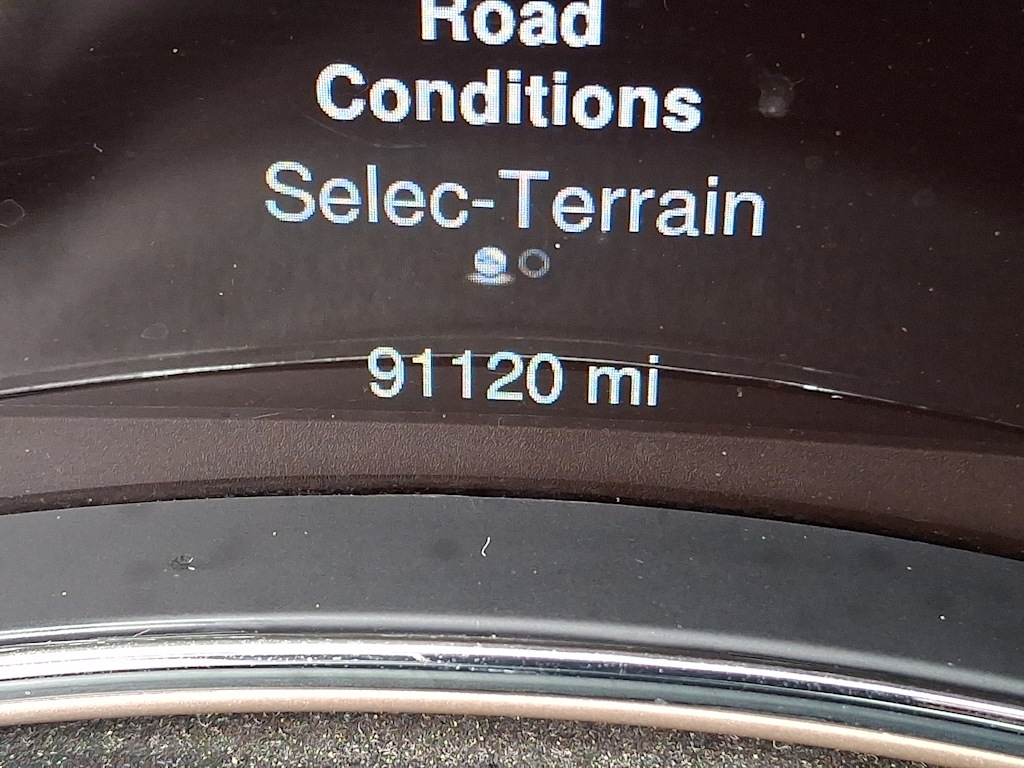 Road
Conditions
Selec-Terrain
91120 mi